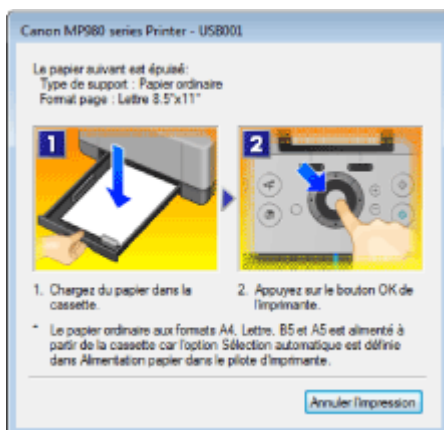 Canon MP980 series Printer - USB001
Le papier suivant est épuisé:
Type de support : Papier ordinaire
Format page : Lettre 8.5"x11"
1
2
1. Chargez du papier dans la
cassette.
2. Appuyez sur le bouton OK de
l'imprimante.
* Le papier ordinaire aux formats A4, Lettre, B5 et A5 est alimenté à
partir de la cassette car l'option Sélection automatique est définie
dans Alimentation papier dans le pilote d'imprimante.
Annuler l'impression